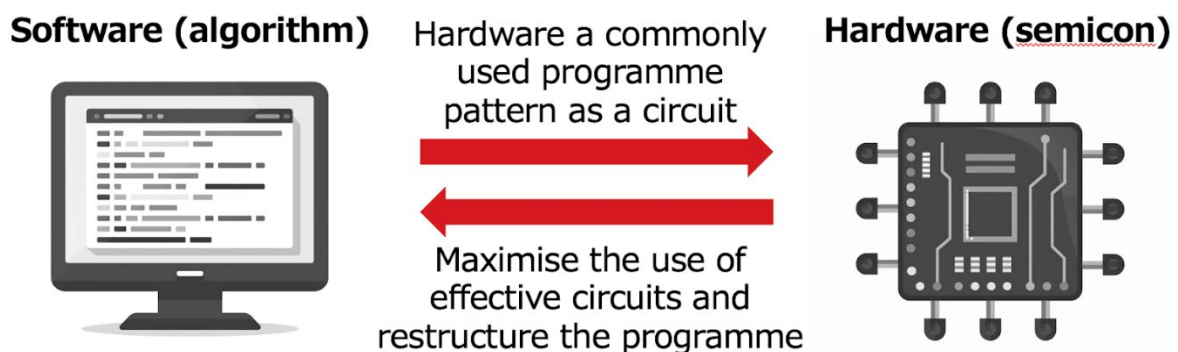 Software (algorithm)
Hardware a commonly
used programme
pattern as a circuit
Hardware (semicon)
Maximise the use of
effective circuits and
restructure the programme